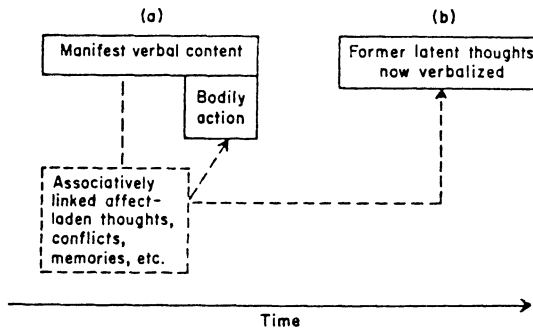 (a)
(b)
Manifest verbal content
Former latent thoughts
now verbalized
Bodily
action
Associatively
linked affect-
laden thoughts,
conflicts,
memories, etc.
Time